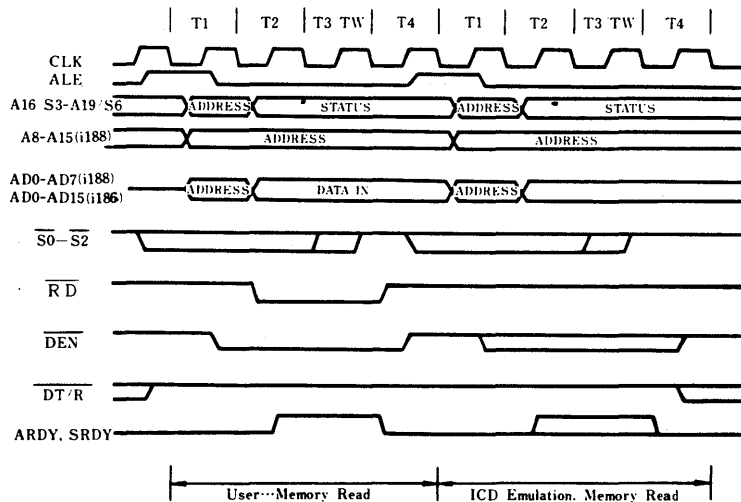 T1 T2 T3 TW T4 T1 T2 T3 TW T4
CLK
ALE
A16 S3-A19/S6 ADDRESS STATUS ADDRESS STATUS
A8-A15(i188) ADDRESS ADDRESS
AD0-AD7(i188)
AD0-AD15(i186) ADDRESS DATA IN ADDRESS
S0-S2
RD
DEN
DT/R
ARDY, SRDY
User···Memory Read ICD Emulation. Memory Read